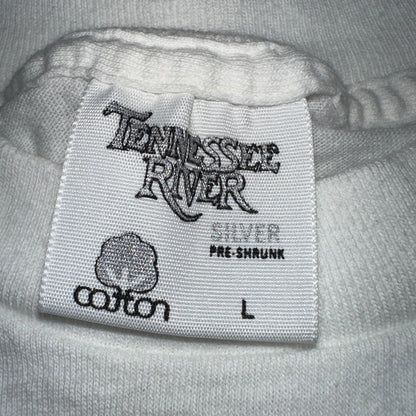 TENNESSEE
RIVER
SILVER
PRE-SHRUNK
cotton
L